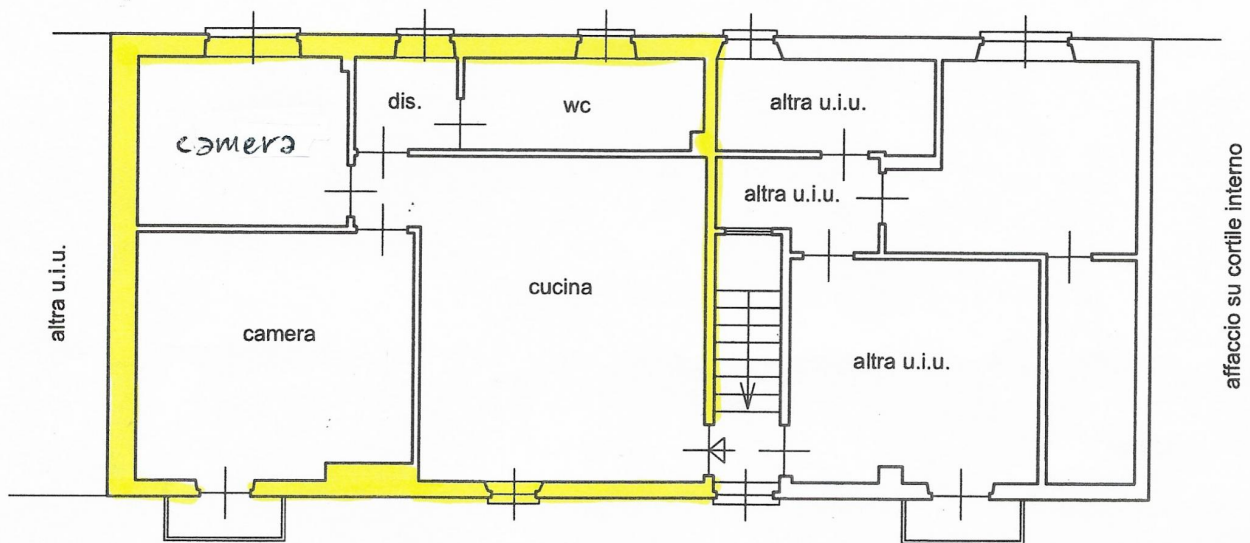 dis.
wc
altra u.i.u.
camera
altra u.i.u.
cucina
camera
altra u.i.u.
altra u.i.u.
affaccio su cortile interno